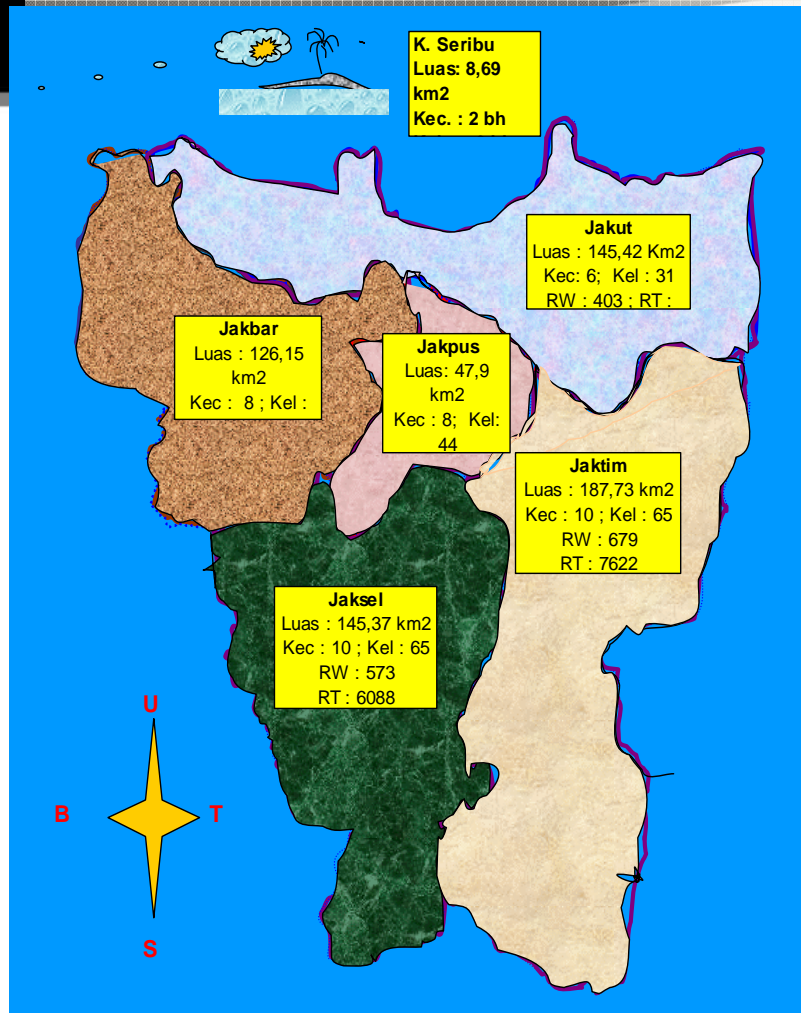 K. Seribu
Luas: 8,69
km2
Kec. : 2 bh
Jakut
Luas : 145,42 Km2
Kec: 6; Kel : 31
RW : 403 ; RT :
Jakbar
Luas : 126,15
km2
Kec : 8 ; Kel :
Jakpus
Luas: 47,9
km2
Kec : 8; Kel:
44
Jaktim
Luas : 187,73 km2
Kec : 10 ; Kel : 65
RW : 679
RT : 7622
Jaksel
Luas : 145,37 km2
Kec : 10 ; Kel : 65
RW : 573
RT : 6088
U
B T
S